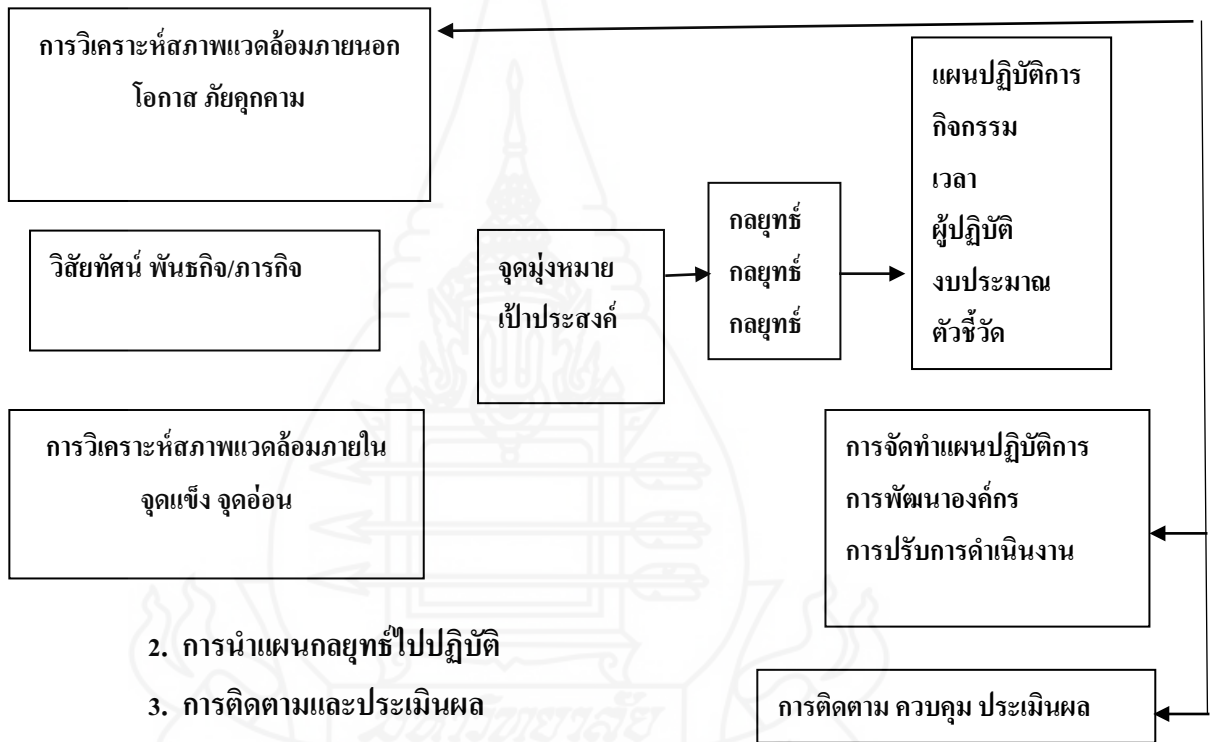 การวิเคราะห์สภาพแวดล้อมภายนอก
โอกาส ภัยคุกคาม
วิสัยทัศน์ พันธกิจ/ภารกิจ
การวิเคราะห์สภาพแวดล้อมภายใน
จุดแข็ง จุดอ่อน
จุดมุ่งหมาย
เป้าประสงค์
กลยุทธ์
กลยุทธ์
กลยุทธ์
แผนปฏิบัติการ
กิจกรรม
เวลา
ผู้ปฏิบัติ
งบประมาณ
ตัวชี้วัด
การจัดทำแผนปฏิบัติการ
การพัฒนาองค์กร
การปรับการดำเนินงาน
2. การนำแผนกลยุทธ์ไปปฏิบัติ
3. การติดตามและประเมินผล
การติดตาม ควบคุม ประเมินผล